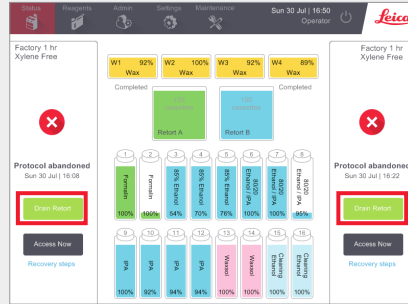 Status Reagents Admin Settings Maintenance
Sun 30 Jul | 16:50
Operator
Leica
Factory 1 hr
Xylene Free
W1 92%
Wax
W2 100%
Wax
W3 92%
Wax
W4 89%
Wax
Factory 1 hr
Xylene Free
Completed
Completed
completed
completed
Retort A
Retort B
Protocol abandoned
Sun 30 Jul | 16:08
Drain Retort
Access Now
Recovery steps
1 2 3 4 5 6 7 8
Formalin
Formalin
85% Ethanol
85% Ethanol
85% Ethanol
80/20
Ethanol / IPA
80/20
Ethanol / IPA
80/20
Ethanol / IPA
100% 100% 54% 70% 76% 100% 100% 95%
9 10 11 12 13 14 15 16
IPA
IPA
IPA
IPA
Waxsol
Waxsol
Cleaning
Ethanol
Cleaning
Ethanol
100% 92% 94% 94% 100% 100% 100% 100%
Protocol abandoned
Sun 30 Jul | 16:22
Drain Retort
Access Now
Recovery steps